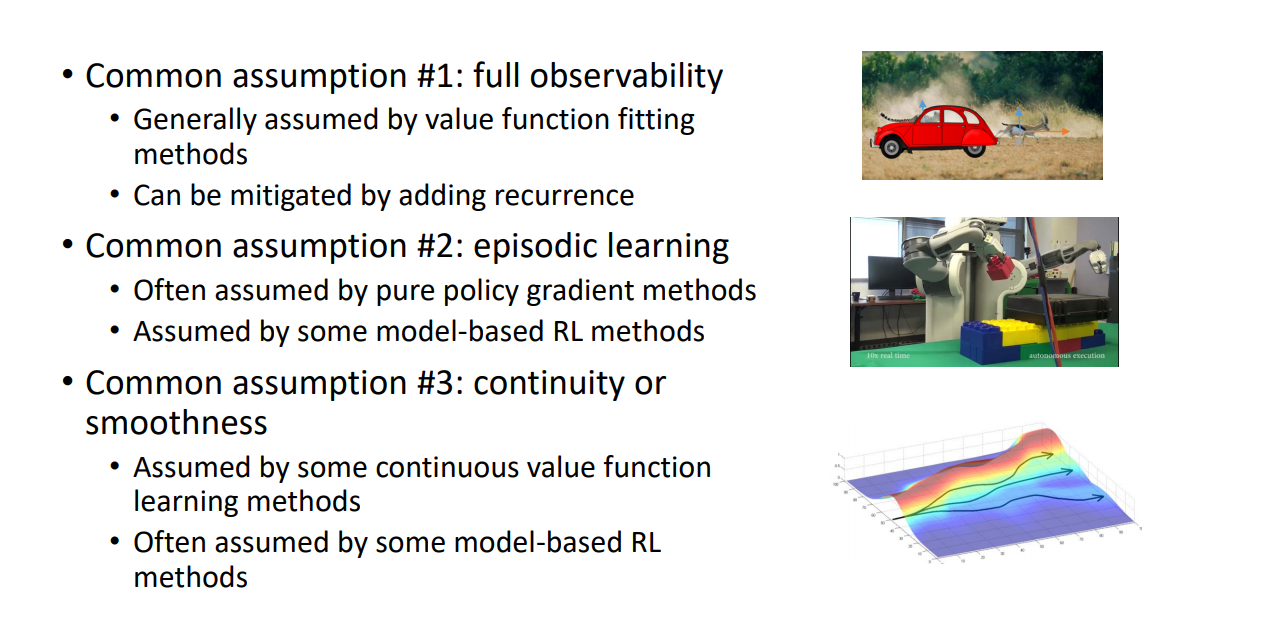 • Common assumption #1: full observability
• Generally assumed by value function fitting
methods
• Can be mitigated by adding recurrence
• Common assumption #2: episodic learning
• Often assumed by pure policy gradient methods
• Assumed by some model-based RL methods
• Common assumption #3: continuity or
smoothness
• Assumed by some continuous value function
learning methods
• Often assumed by some model-based RL
methods
10x real time
autonomous execution